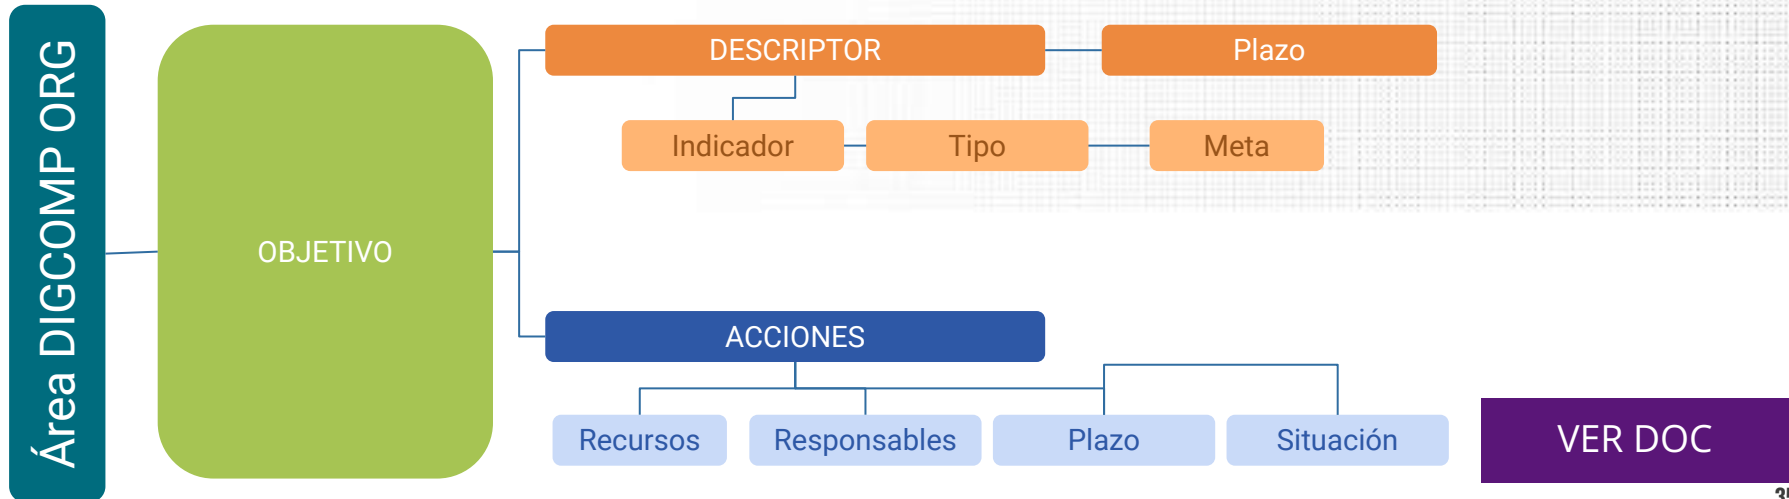 Área DIGCOMP ORG
OBJETIVO
DESCRIPTOR
Plazo
Indicador
Tipo
Meta
ACCIONES
Recursos
Responsables
Plazo
Situación
VER DOC